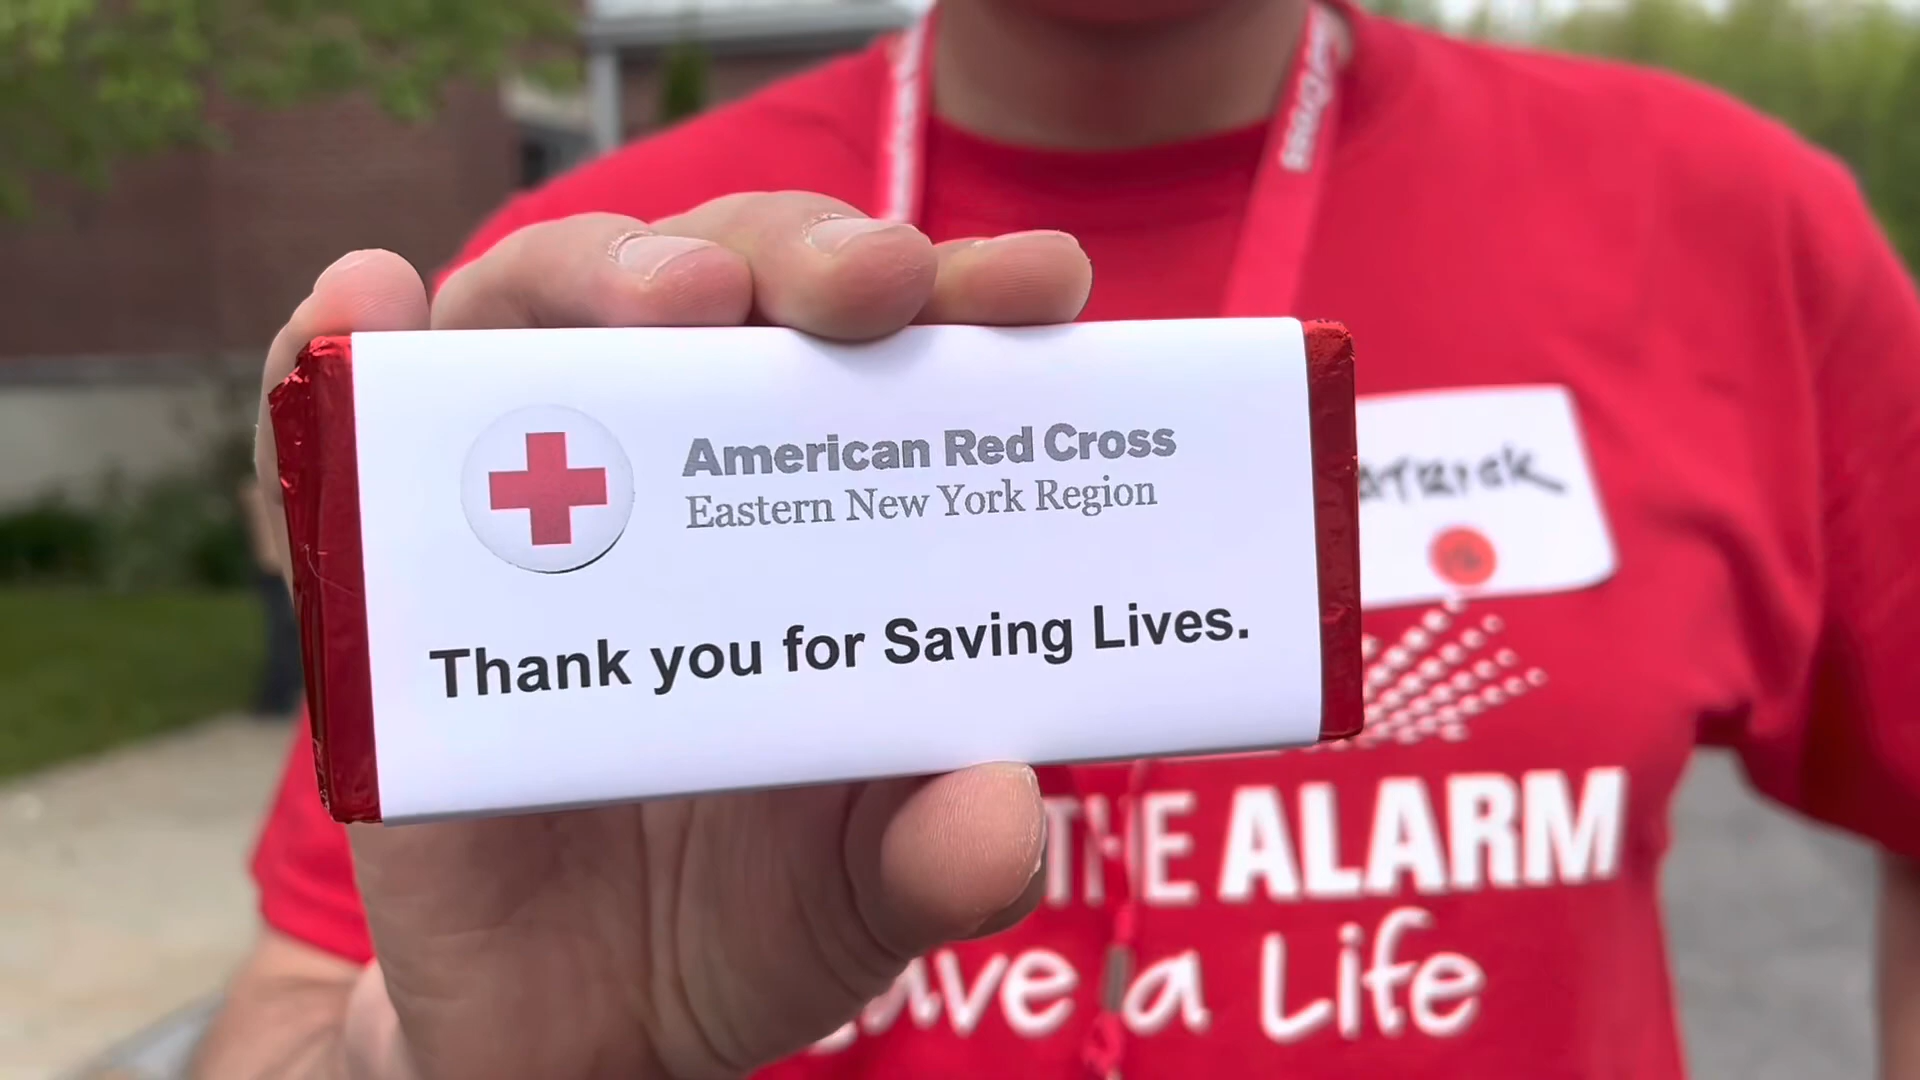 American Red Cross
Eastern New York Region
Thank you for Saving Lives.
THE ALARM
a Life